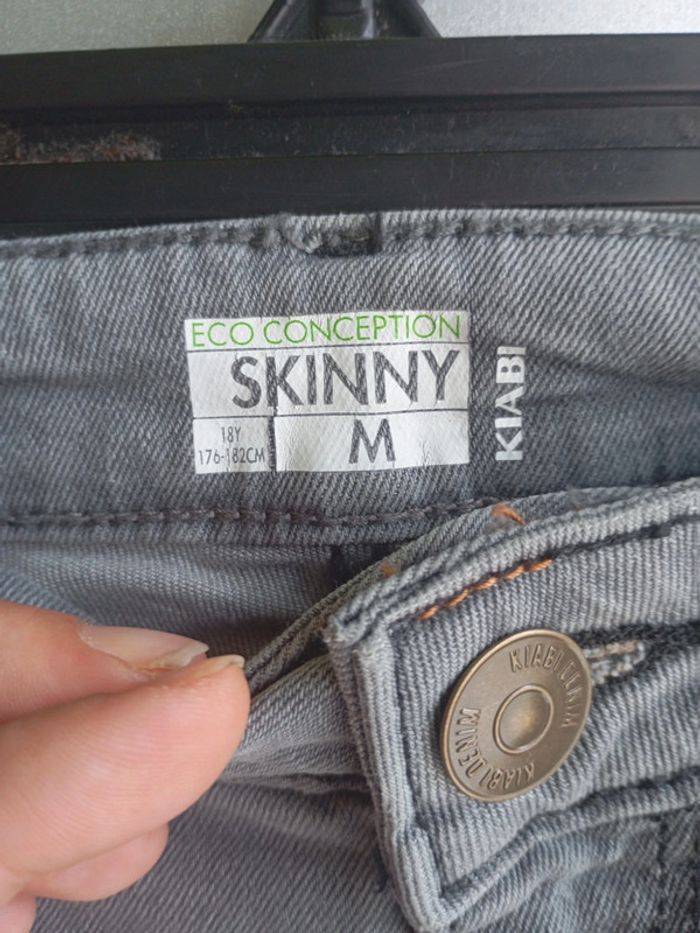 ECO CONCEPTION
SKINNY
18Y
176-182CM
M
KIABI
KIABI DENIM
KIABI DENIM